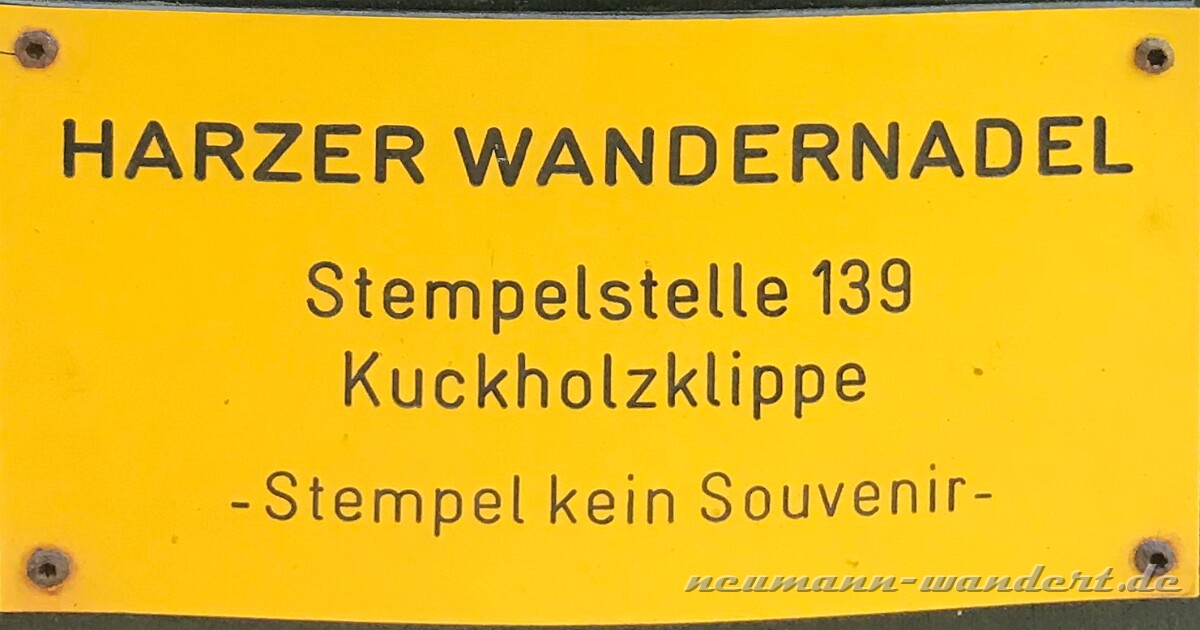 HARZER WANDERNADEL
Stempelstelle 139
Kuckholzklippe
-Stempel kein Souvenir-
neumann-wandert.de